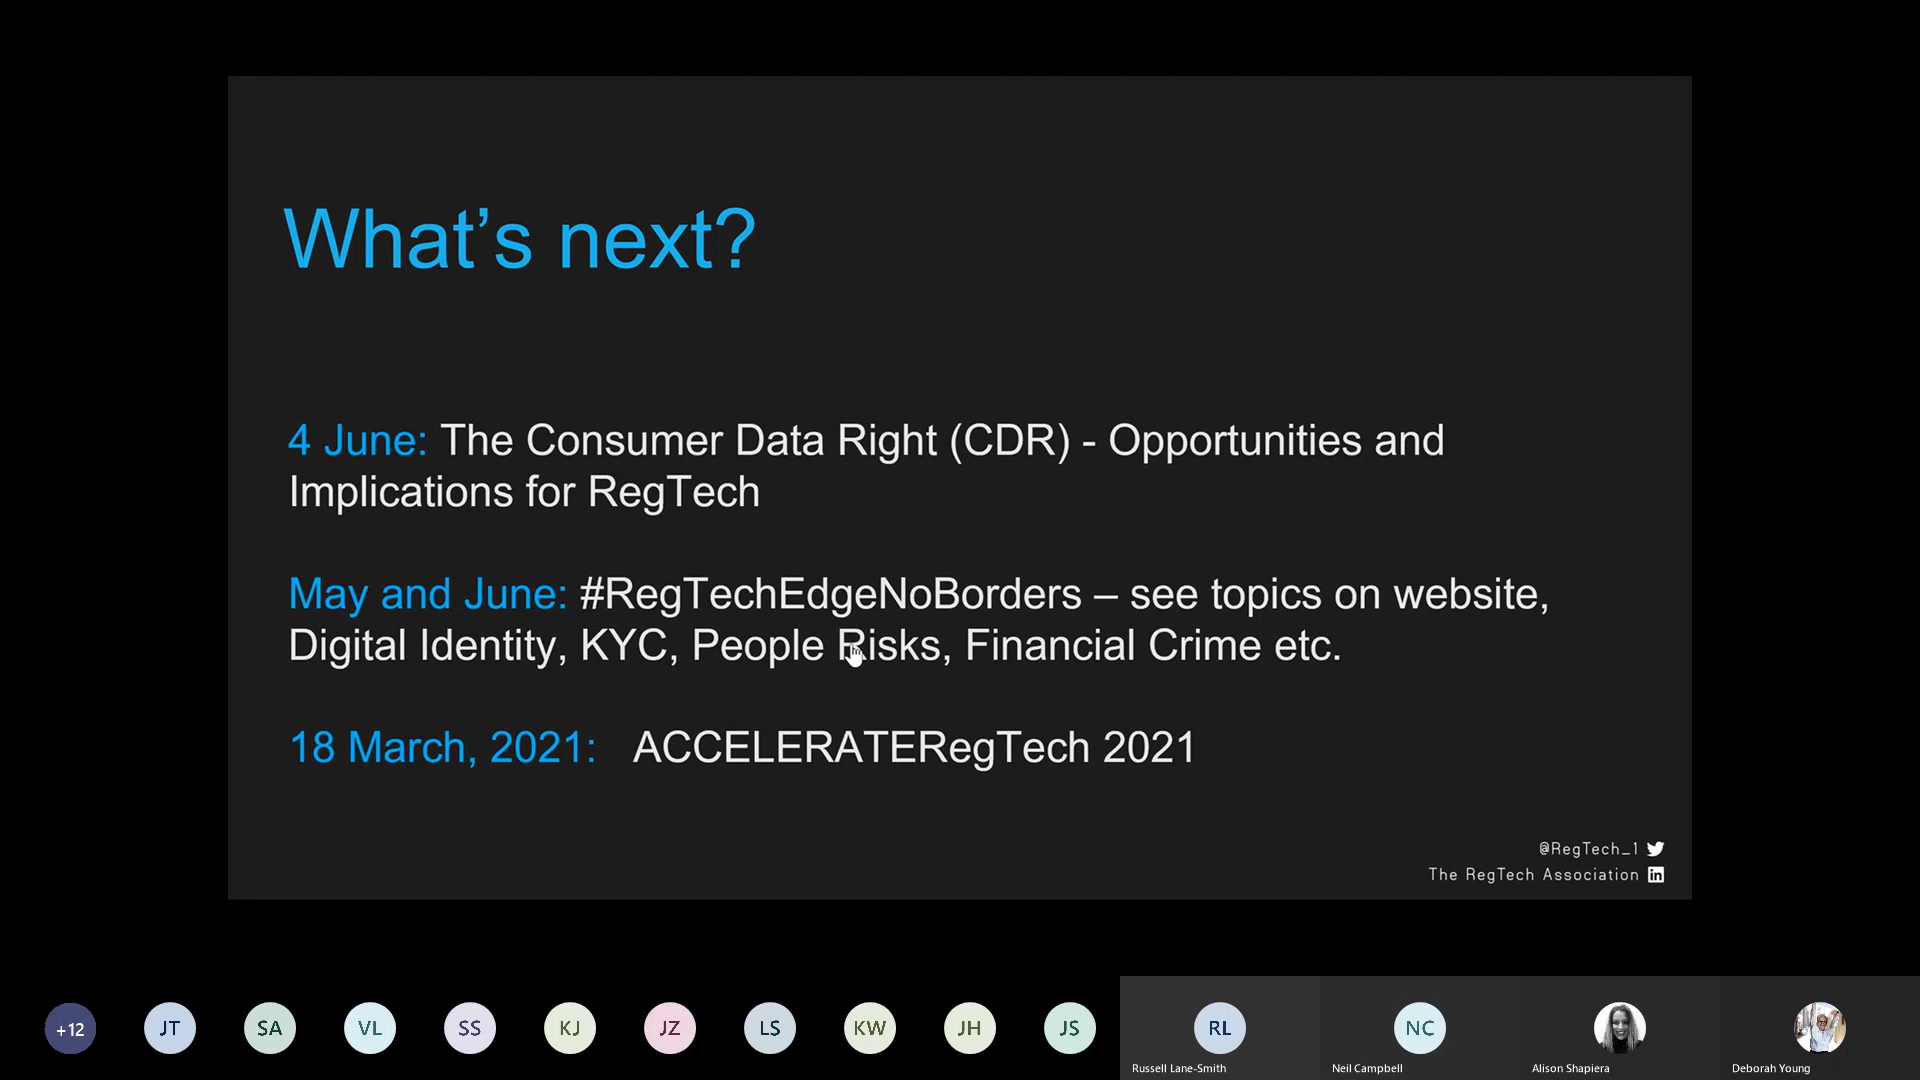 What’s next?
4 June: The Consumer Data Right (CDR) - Opportunities and
Implications for RegTech
May and June: #RegTechEdgeNoBorders – see topics on website,
Digital Identity, KYC, People Risks, Financial Crime etc.
18 March, 2021: ACCELERATERegTech 2021
@RegTech_1
The RegTech Association in
+12 JT SA VL SS KJ JZ LS KW JH JS RL NC
Russell Lane-Smith Neil Campbell Alison Shapiera Deborah Young